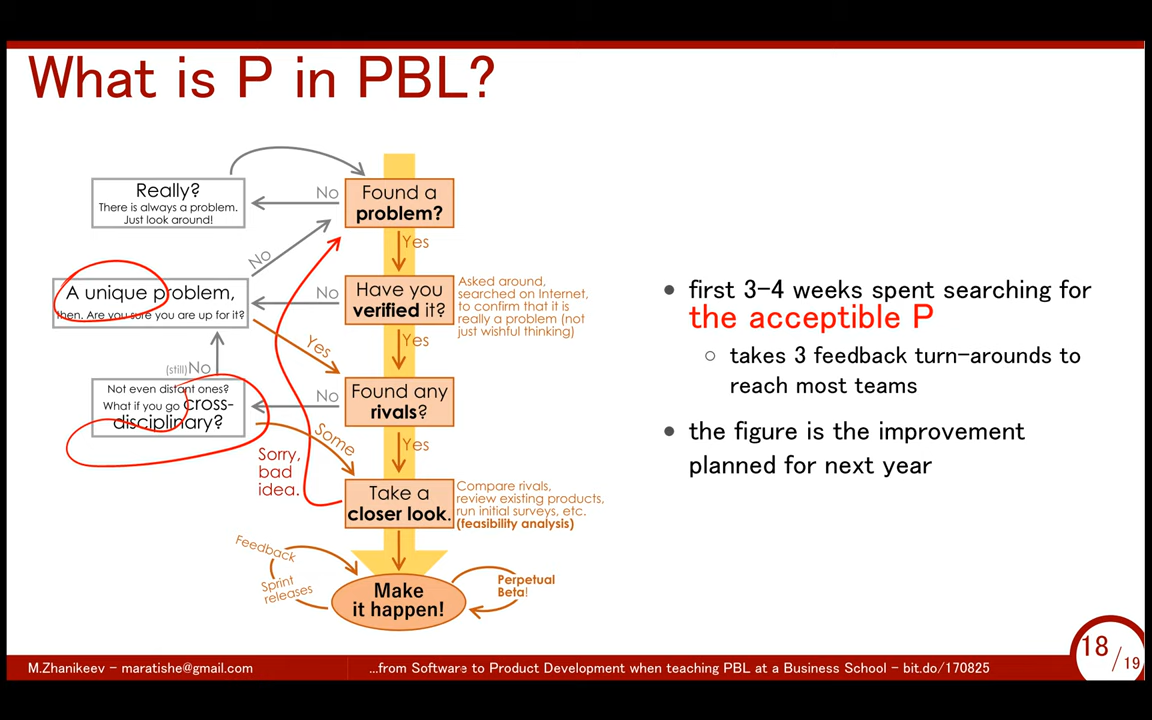 What is P in PBL?
Really?
There is always a problem.
Just look around!
No
Found a
problem?
Yes
No
A unique problem,
then. Are you sure you are up for it?
No
Have you
verified it?
Asked around,
searched on Internet,
to confirm that it is
really a problem (not
just wishful thinking)
Yes
Yes
(still) No
Not even distant ones?
What if you go cross-
disciplinary?
No
Found any
rivals?
Some
Yes
Sorry,
bad
idea.
Take a
closer look.
Compare rivals,
review existing products,
run initial surveys, etc.
(feasibility analysis)
Feedback
Sprint
releases
Make
it happen!
Perpetual
Beta!
first 3-4 weeks spent searching for
the acceptible P
takes 3 feedback turn-arounds to
reach most teams
the figure is the improvement
planned for next year
M.Zhanikeev - maratishe@gmail.com
...from Software to Product Development when teaching PBL at a Business School - bit.do/170825
18/19